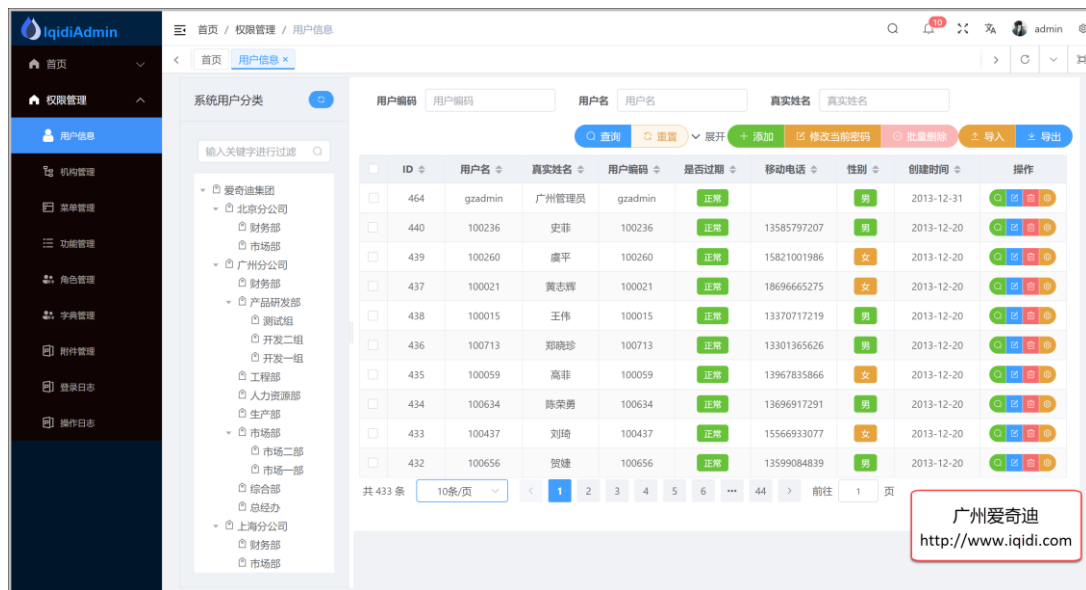 IqidiAdmin
首页 / 权限管理 / 用户信息
10
admin
首页
用户信息 ×
首页
权限管理
用户信息
机构管理
菜单管理
功能管理
角色管理
字典管理
附件管理
登录日志
操作日志
系统用户分类
输入关键字进行过滤
爱奇迪集团
北京分公司
财务部
市场部
广州分公司
财务部
产品研发部
测试组
开发二组
开发一组
工程部
人力资源部
生产部
市场部
市场二部
市场一部
综合部
总经办
上海分公司
财务部
市场部
用户编码 用户编码 用户名 用户名 真实姓名 真实姓名
查询 重置 展开 + 添加 修改当前密码 批量删除 导入 导出
ID 用户名 真实姓名 用户编码 是否过期 移动电话 性别 创建时间 操作
464 gzadmin 广州管理员 gzadmin 正常 男 2013-12-31
440 100236 史菲 100236 正常 13585797207 男 2013-12-20
439 100260 虞平 100260 正常 15821001986 女 2013-12-20
437 100021 黄志辉 100021 正常 18696665275 女 2013-12-20
438 100015 王伟 100015 正常 13370717219 男 2013-12-20
436 100713 郑晓珍 100713 正常 13301365626 男 2013-12-20
435 100059 高菲 100059 正常 13967835866 女 2013-12-20
434 100634 陈荣勇 100634 正常 13696917291 男 2013-12-20
433 100437 刘琦 100437 正常 15566933077 女 2013-12-20
432 100656 贺婕 100656 正常 13599084839 男 2013-12-20
共 433 条 10条/页 1 2 3 4 5 6 ••• 44 前往 1 页
广州爱奇迪
http://www.iqidi.com